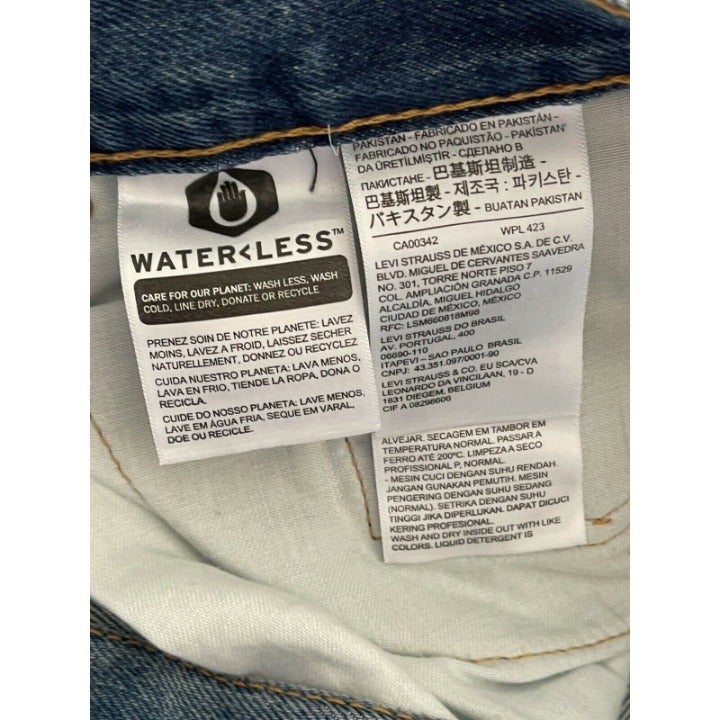 WATER<LESS™
CARE FOR OUR PLANET: WASH LESS, WASH
COLD, LINE DRY, DONATE OR RECYCLE
PRENEZ SOIN DE NOTRE PLANETE: LAVEZ
MOINS, LAVEZ A FROID, LAISSEZ SECHER
NATURELLEMENT, DONNEZ OU RECYCLEZ
CUIDA NUESTRO PLANETA: LAVA MENOS,
LAVA EN FRIO, TIENDE LA ROPA, DONA O
RECICLA.
CUIDE DO NOSSO PLANETA: LAVE MENOS,
LAVE EM ÁGUA FRIA, SEQUE EM VARAL,
DOE OU RECICLE.
PAKISTAN - FABRICADO EN PAKISTÁN -
FABRICADO NO PAQUISTÃO - PAKİSTAN'
DA ÜRETİLMİŞTİR - СДЕЛАНО В
ПАКИСТАНЕ - 巴基斯坦制造 -
巴基斯坦製 - 제조국 : 파키스탄 -
パキスタン製 - BUATAN PAKISTAN
CA00342 WPL 423
LEVI STRAUSS DE MÉXICO S.A. DE C.V.
BLVD. MIGUEL DE CERVANTES SAAVEDRA
NO. 301, TORRE NORTE PISO 7
COL. AMPLIACIÓN GRANADA C.P. 11529
ALCALDÍA. MIGUEL HIDALGO
CIUDAD DE MÉXICO, MÉXICO
RFC: LSM660818M98
LEVI STRAUSS DO BRASIL
AV. PORTUGAL, 400
06690-110
ITAPEVI - SAO PAULO BRASIL
CNPJ: 43.351.097/0001-90
LEVI STRAUSS & CO. EU SCA/CVA
LEONARDO DA VINCILAAN, 19 - D
1831 DIEGEM, BELGIUM
CIF A 08298606
ALVEJAR. SECAGEM EM TAMBOR EM
TEMPERATURA NORMAL. PASSAR A
FERRO ATÉ 200ºC. LIMPEZA A SECO
PROFISSIONAL P, NORMAL.
- MESIN CUCI DENGAN SUHU RENDAH.
JANGAN GUNAKAN PEMUTIH. MESIN
PENGERING DENGAN SUHU SEDANG
(NORMAL). SETRIKA DENGAN SUHU
TINGGI JIKA DIPERLUKAN. DAPAT DICUCI
KERING PROFESIONAL.
WASH AND DRY INSIDE OUT WITH LIKE
COLORS. LIQUID DETERGENT IS